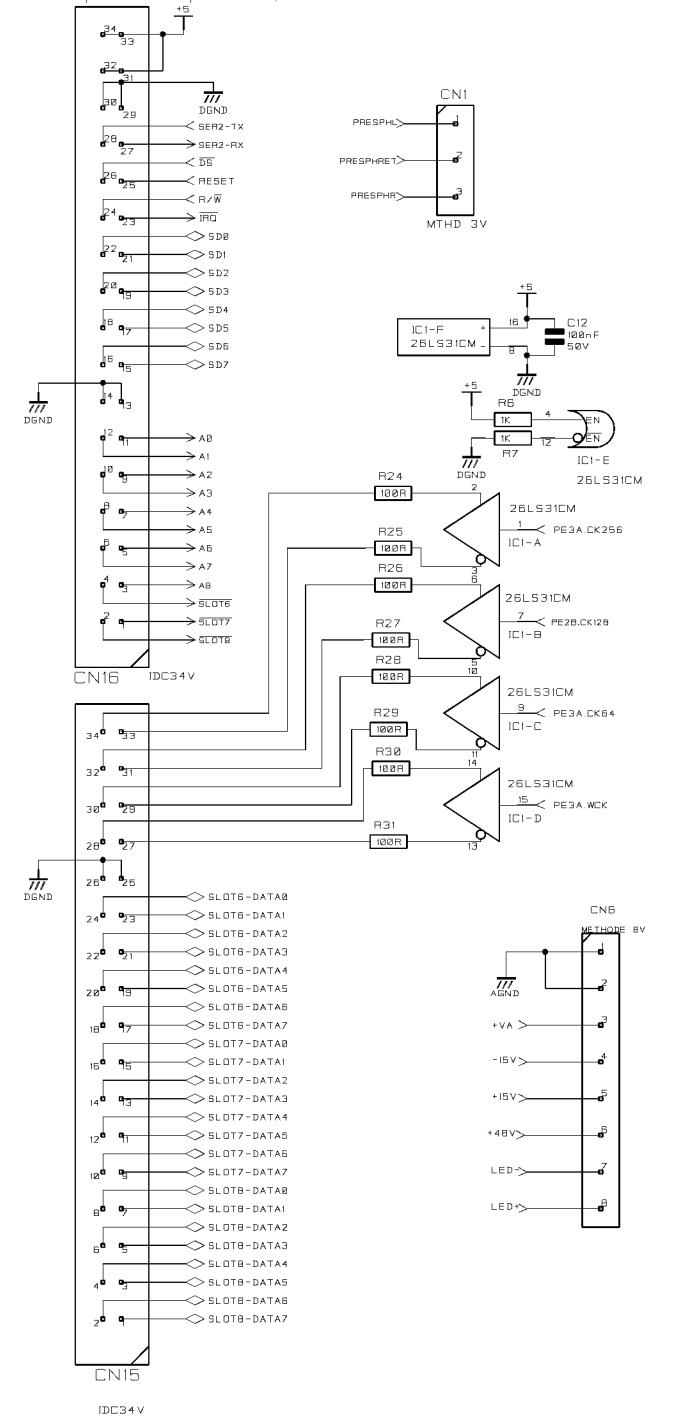 +5
34
33
32
31
30
29
DGND
SER2-TX
28
27
SER2-RX
DS
26
25
RESET
R/W
24
23
IRQ
SD0
22
21
SD1
SD2
20
19
SD3
SD4
18
17
SD5
SD6
16
15
SD7
14
13
DGND
12
11
A0
A1
10
9
A2
A3
8
7
A4
A5
6
5
A6
A7
4
3
A8
SLOT6
2
1
SLOT7
SLOT8
CN16
IDC34V
CN1
PRESPHL
1
PRESPHRET
2
PRESPHR
3
MTHD 3V
+5
IC1-F
26LS31CM
+
-
16
8
C12
100nF
50V
DGND
+5
R6
1K
4
EN
1K
R7
12
EN
DGND
IC1-E
26LS31CM
R24
100R
2
26LS31CM
1
PE3A.CK256
IC1-A
R25
100R
3
R26
100R
6
26LS31CM
7
PE2B.CK128
IC1-B
R27
100R
5
R28
100R
10
26LS31CM
9
PE3A.CK64
IC1-C
R29
100R
11
R30
100R
14
26LS31CM
15
PE3A.WCK
IC1-D
R31
100R
13
34
33
32
31
30
29
28
27
26
25
DGND
SLOT6-DATA0
24
23
SLOT6-DATA1
SLOT6-DATA2
22
21
SLOT6-DATA3
SLOT6-DATA4
20
19
SLOT6-DATA5
SLOT6-DATA6
18
17
SLOT6-DATA7
SLOT7-DATA0
16
15
SLOT7-DATA1
SLOT7-DATA2
14
13
SLOT7-DATA3
SLOT7-DATA4
12
11
SLOT7-DATA5
SLOT7-DATA6
10
9
SLOT7-DATA7
SLOT8-DATA0
8
7
SLOT8-DATA1
SLOT8-DATA2
6
5
SLOT8-DATA3
SLOT8-DATA4
4
3
SLOT8-DATA5
SLOT8-DATA6
2
1
SLOT8-DATA7
CN15
IDC34V
CN6
METHODE 8V
1
2
AGND
+VA
3
-15V
4
+15V
5
+48V
6
LED-
7
LED+
8